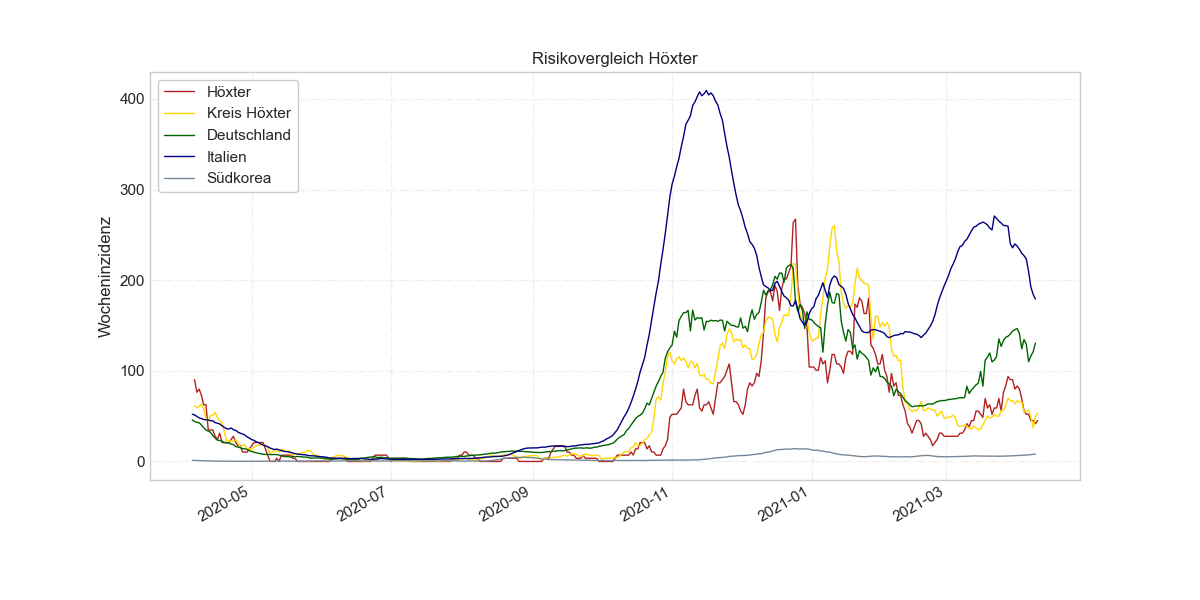 Risikovergleich Höxter
Höxter
Kreis Höxter
Deutschland
Italien
Südkorea
Wocheninzidenz
400
300
200
100
0
2020-05
2020-07
2020-09
2020-11
2021-01
2021-03